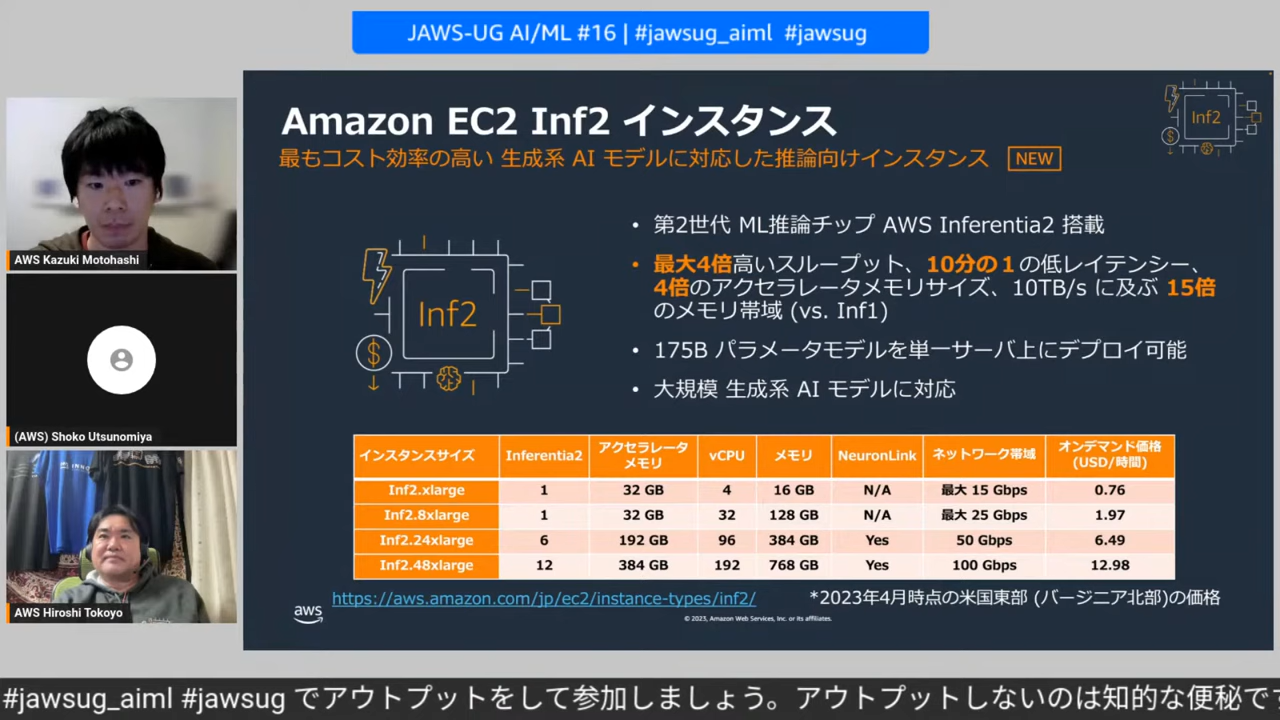 JAWS-UG AI/ML #16 | #jawsug_aiml #jawsug
AWS Kazuki Motohashi
(AWS) Shoko Utsunomiya
AWS Hiroshi Tokoyo
Amazon EC2 Inf2 インスタンス
最もコスト効率の高い 生成系 AI モデルに対応した推論向けインスタンス NEW
Inf2
Inf2
$
$
• 第2世代 ML推論チップ AWS Inferentia2 搭載
• 最大4倍高いスループット、10分の1の低レイテンシー、
4倍のアクセラレータメモリサイズ、10TB/s に及ぶ 15倍
のメモリ帯域 (vs. Inf1)
• 175B パラメータモデルを単一サーバ上にデプロイ可能
• 大規模 生成系 AI モデルに対応
インスタンスサイズ Inferentia2 アクセラレータメモリ vCPU メモリ NeuronLink ネットワーク帯域 オンデマンド価格 (USD/時間)
Inf2.xlarge 1 32 GB 4 16 GB N/A 最大 15 Gbps 0.76
Inf2.8xlarge 1 32 GB 32 128 GB N/A 最大 25 Gbps 1.97
Inf2.24xlarge 6 192 GB 96 384 GB Yes 50 Gbps 6.49
Inf2.48xlarge 12 384 GB 192 768 GB Yes 100 Gbps 12.98
https://aws.amazon.com/jp/ec2/instance-types/inf2/
*2023年4月時点の米国東部 (バージニア北部)の価格
aws
© 2023, Amazon Web Services, Inc. or its affiliates.
#jawsug_aiml #jawsug でアウトプットをして参加しましょう。アウトプットしないのは知的な便秘で